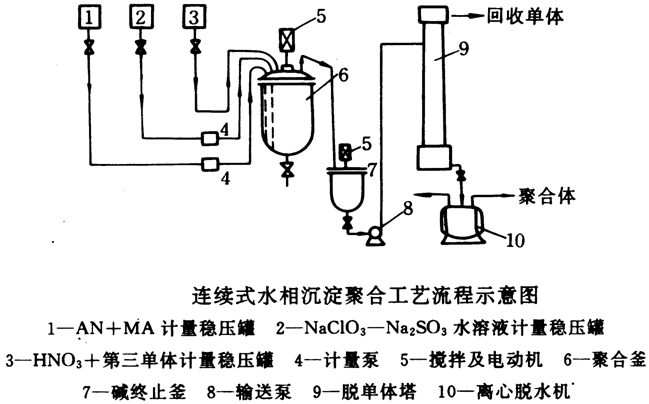 1
2
3
5
回收单体
9
6
4
4
5
7
8
聚合体
10
连续式水相沉淀聚合工艺流程示意图
1—AN+MA 计量稳压罐 2—NaClO₃—Na₂SO₃ 水溶液计量稳压罐
3—HNO₃+第三单体计量稳压罐 4—计量泵 5—搅拌及电动机 6—聚合釜
7—碱终止釜 8—输送泵 9—脱单体塔 10—离心脱水机